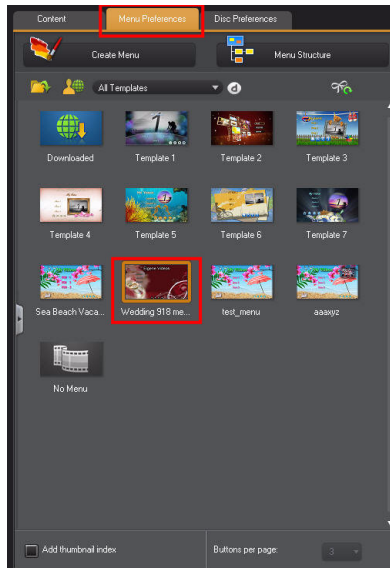 Content Menu Preferences Disc Preferences
Create Menu Menu Structure
All Templates
Downloaded Template 1 Template 2 Template 3
Template 4 Template 5 Template 6 Template 7
Eigene Videos
Sea Beach Vaca... Wedding 918 me... test_menu aaaxyz
No Menu
Add thumbnail index Buttons per page: 3